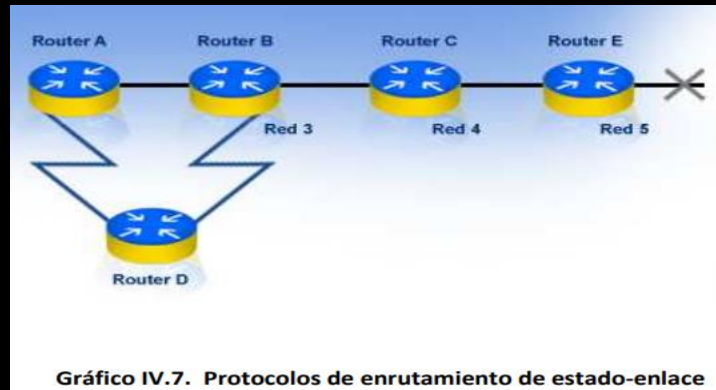 Router A
Router B
Router C
Router E
Red 3
Red 4
Red 5
Router D
Gráfico IV.7. Protocolos de enrutamiento de estado-enlace